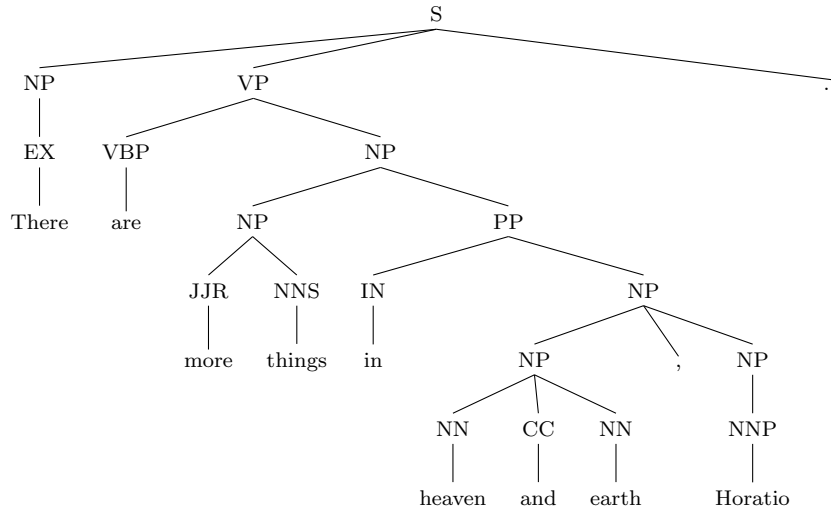 S
NP VP .
EX VBP NP
There are NP PP
JJR NNS IN NP
more things in NP , NP
NN CC NN NNP
heaven and earth Horatio